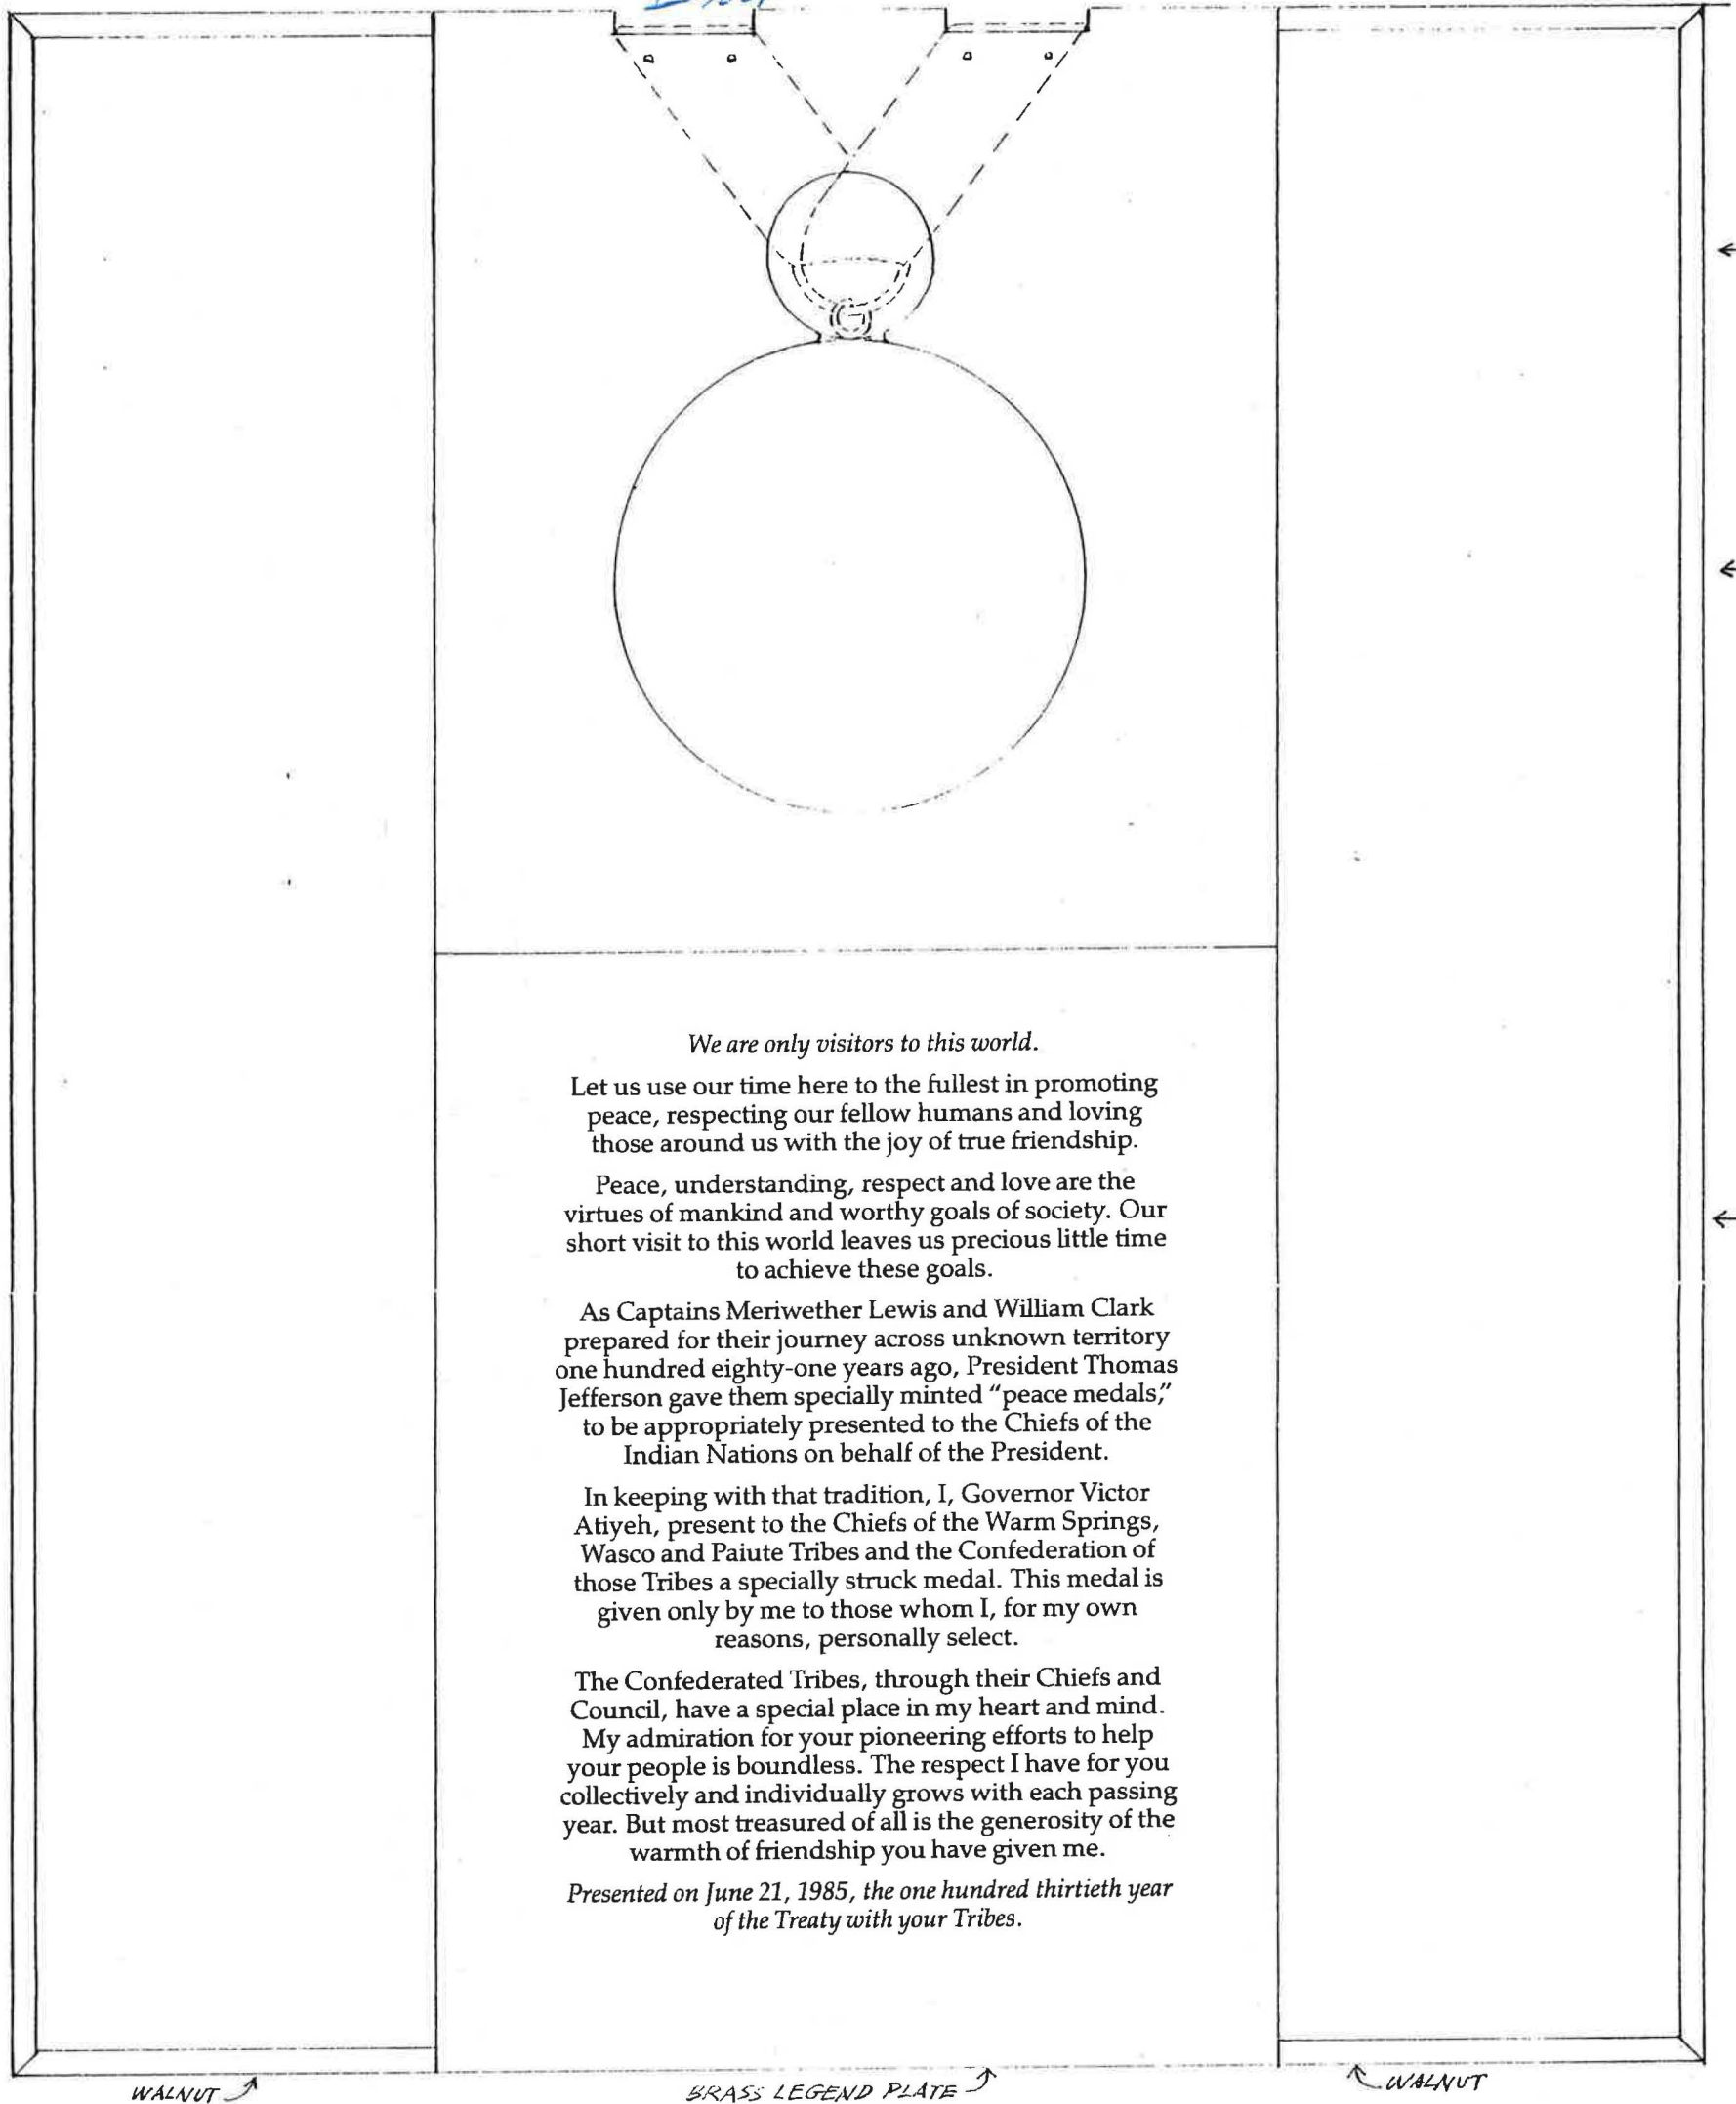 We are only visitors to this world.
Let us use our time here to the fullest in promoting
peace, respecting our fellow humans and loving
those around us with the joy of true friendship.
Peace, understanding, respect and love are the
virtues of mankind and worthy goals of society. Our
short visit to this world leaves us precious little time
to achieve these goals.
As Captains Meriwether Lewis and William Clark
prepared for their journey across unknown territory
one hundred eighty-one years ago, President Thomas
Jefferson gave them specially minted “peace medals,”
to be appropriately presented to the Chiefs of the
Indian Nations on behalf of the President.
In keeping with that tradition, I, Governor Victor
Atiyeh, present to the Chiefs of the Warm Springs,
Wasco and Paiute Tribes and the Confederation of
those Tribes a specially struck medal. This medal is
given only by me to those whom I, for my own
reasons, personally select.
The Confederated Tribes, through their Chiefs and
Council, have a special place in my heart and mind.
My admiration for your pioneering efforts to help
your people is boundless. The respect I have for you
collectively and individually grows with each passing
year. But most treasured of all is the generosity of the
warmth of friendship you have given me.
Presented on June 21, 1985, the one hundred thirtieth year
of the Treaty with your Tribes.
WALNUT
BRASS LEGEND PLATE
WALNUT